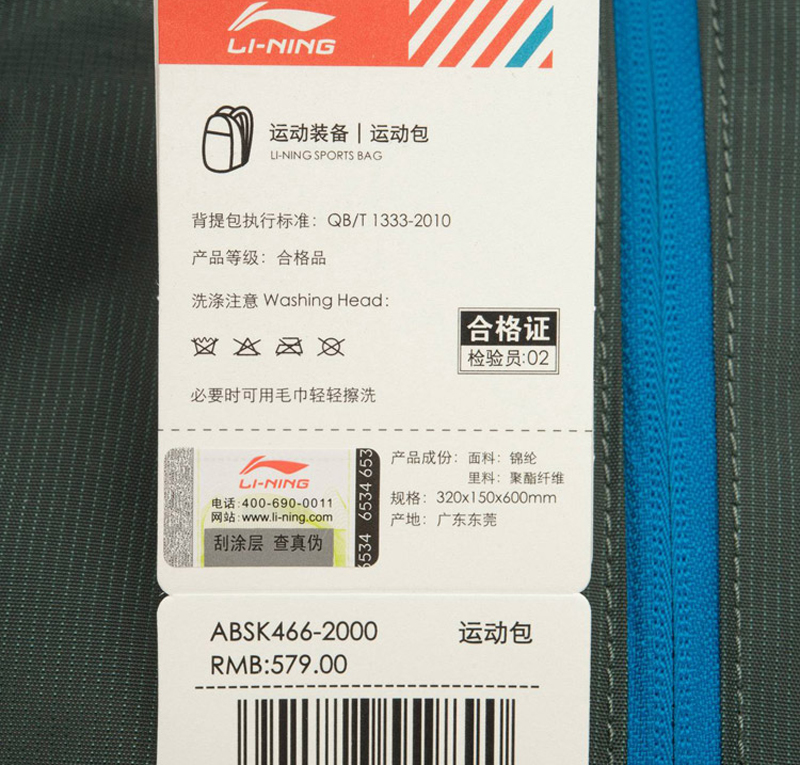 LI-NING
运动装备 | 运动包
LI-NING SPORTS BAG
背提包执行标准：QB/T 1333-2010
产品等级：合格品
洗涤注意 Washing Head：
合格证
检验员:02
必要时可用毛巾轻轻擦洗
产品成份：面料：锦纶
里料：聚酯纤维
规格：320x150x600mm
产地：广东东莞
LI-NING
电话:400-690-0011
网站:www.li-ning.com
刮涂层 查真伪
6534 6534 653
ABSK466-2000 运动包
RMB:579.00